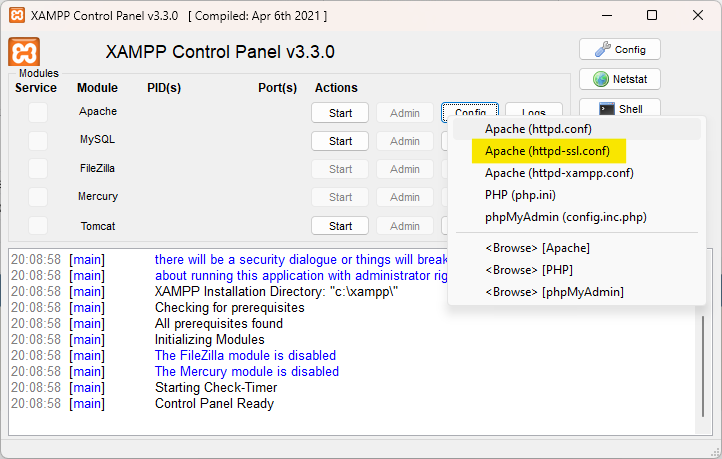 XAMPP Control Panel v3.3.0 [ Compiled: Apr 6th 2021 ]
XAMPP Control Panel v3.3.0
Config
Modules
Service Module PID(s) Port(s) Actions
Netstat
Apache Start Admin Config Logs
Shell
MySQL Start Admin
FileZilla Start Admin
Mercury Start Admin
Tomcat Start Admin
Apache (httpd.conf)
Apache (httpd-ssl.conf)
Apache (httpd-xampp.conf)
PHP (php.ini)
phpMyAdmin (config.inc.php)
<Browse> [Apache]
<Browse> [PHP]
<Browse> [phpMyAdmin]
20:08:58 [main] there will be a security dialogue or things will break
20:08:58 [main] about running this application with administrator
20:08:58 [main] XAMPP Installation Directory: "c:\xampp\"
20:08:58 [main] Checking for prerequisites
20:08:58 [main] All prerequisites found
20:08:58 [main] Initializing Modules
20:08:58 [main] The FileZilla module is disabled
20:08:58 [main] The Mercury module is disabled
20:08:58 [main] Starting Check-Timer
20:08:58 [main] Control Panel Ready